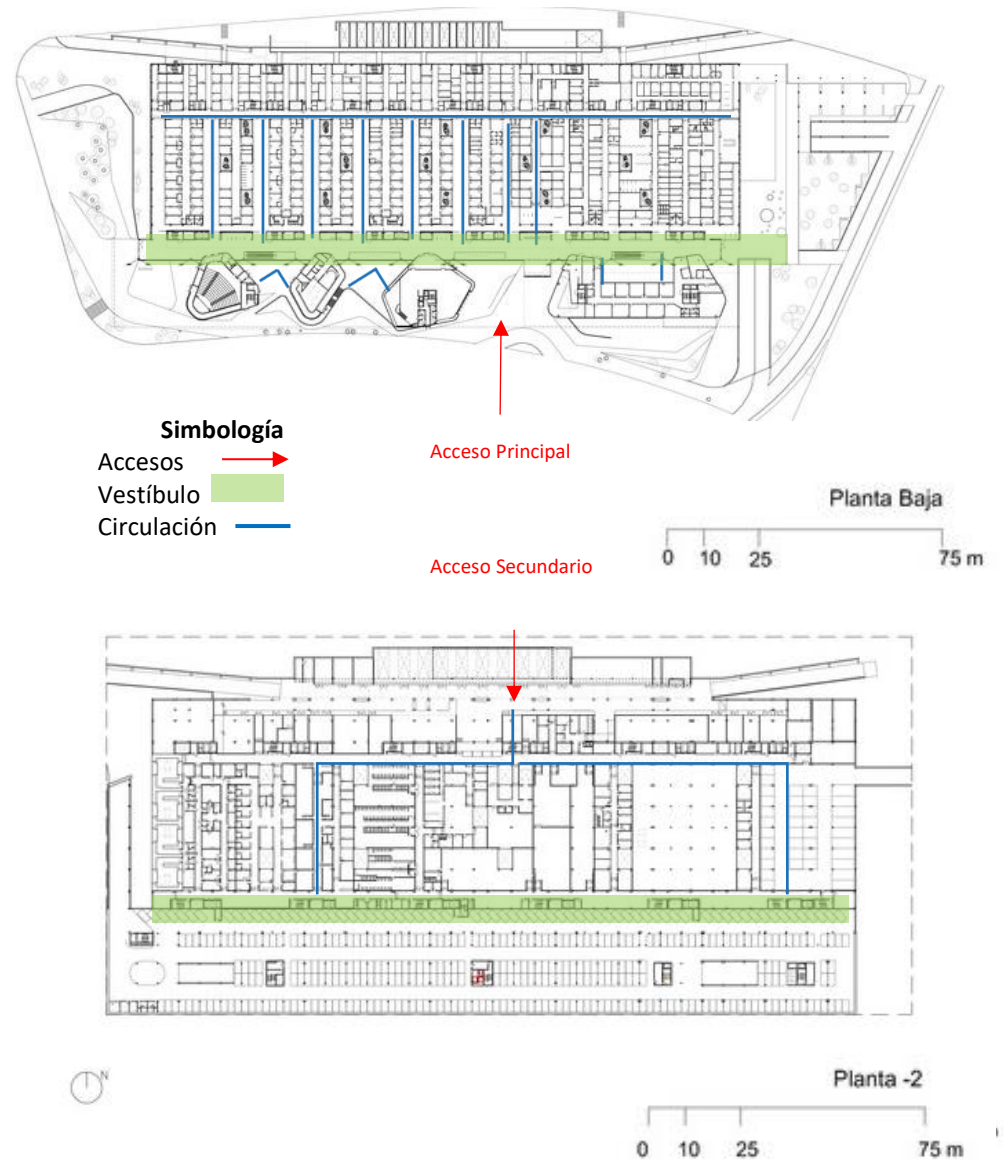 Simbología
Accesos
Vestíbulo
Circulación
Acceso Principal
Planta Baja
0 10 25 75 m
Acceso Secundario
N
Planta -2
0 10 25 75 m